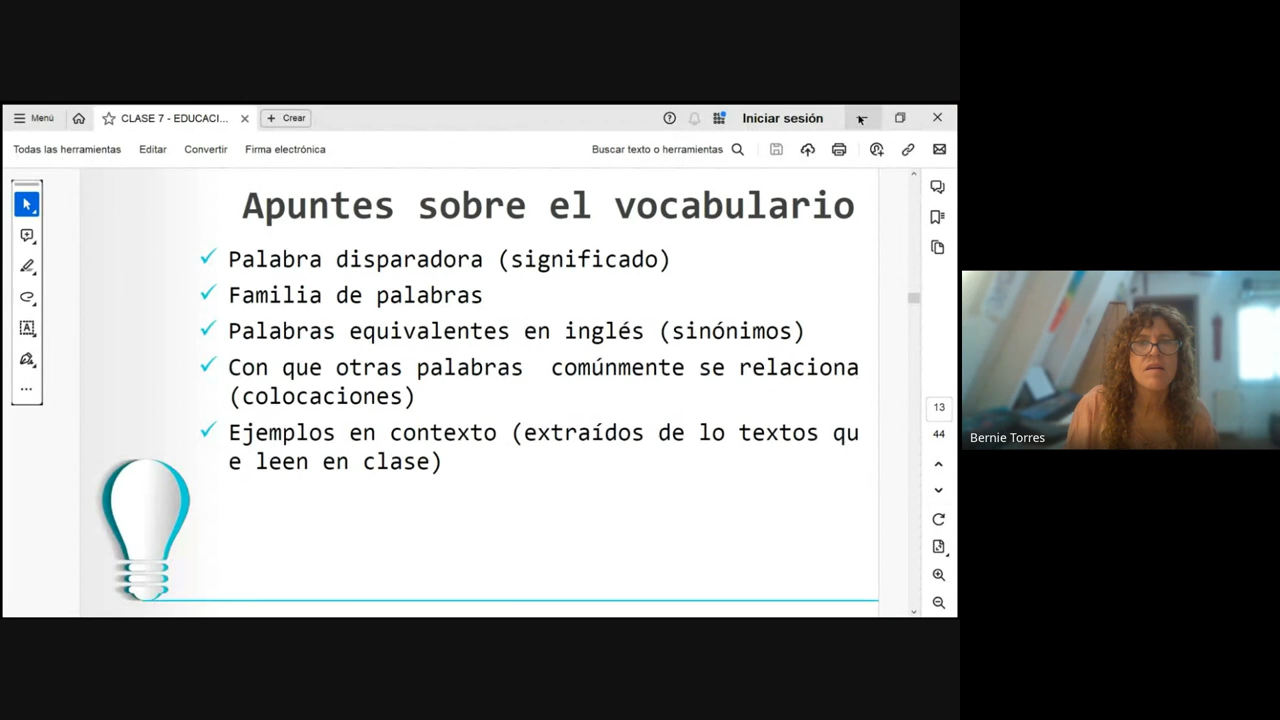 Menú
CLASE 7 - EDUCACI...
Crear
Iniciar sesión
Todas las herramientas
Editar
Convertir
Firma electrónica
Buscar texto o herramientas
Apuntes sobre el vocabulario
Palabra disparadora (significado)
Familia de palabras
Palabras equivalentes en inglés (sinónimos)
Con que otras palabras comúnmente se relaciona
(colocaciones)
Ejemplos en contexto (extraídos de lo textos qu
e leen en clase)
13
44
Bernie Torres